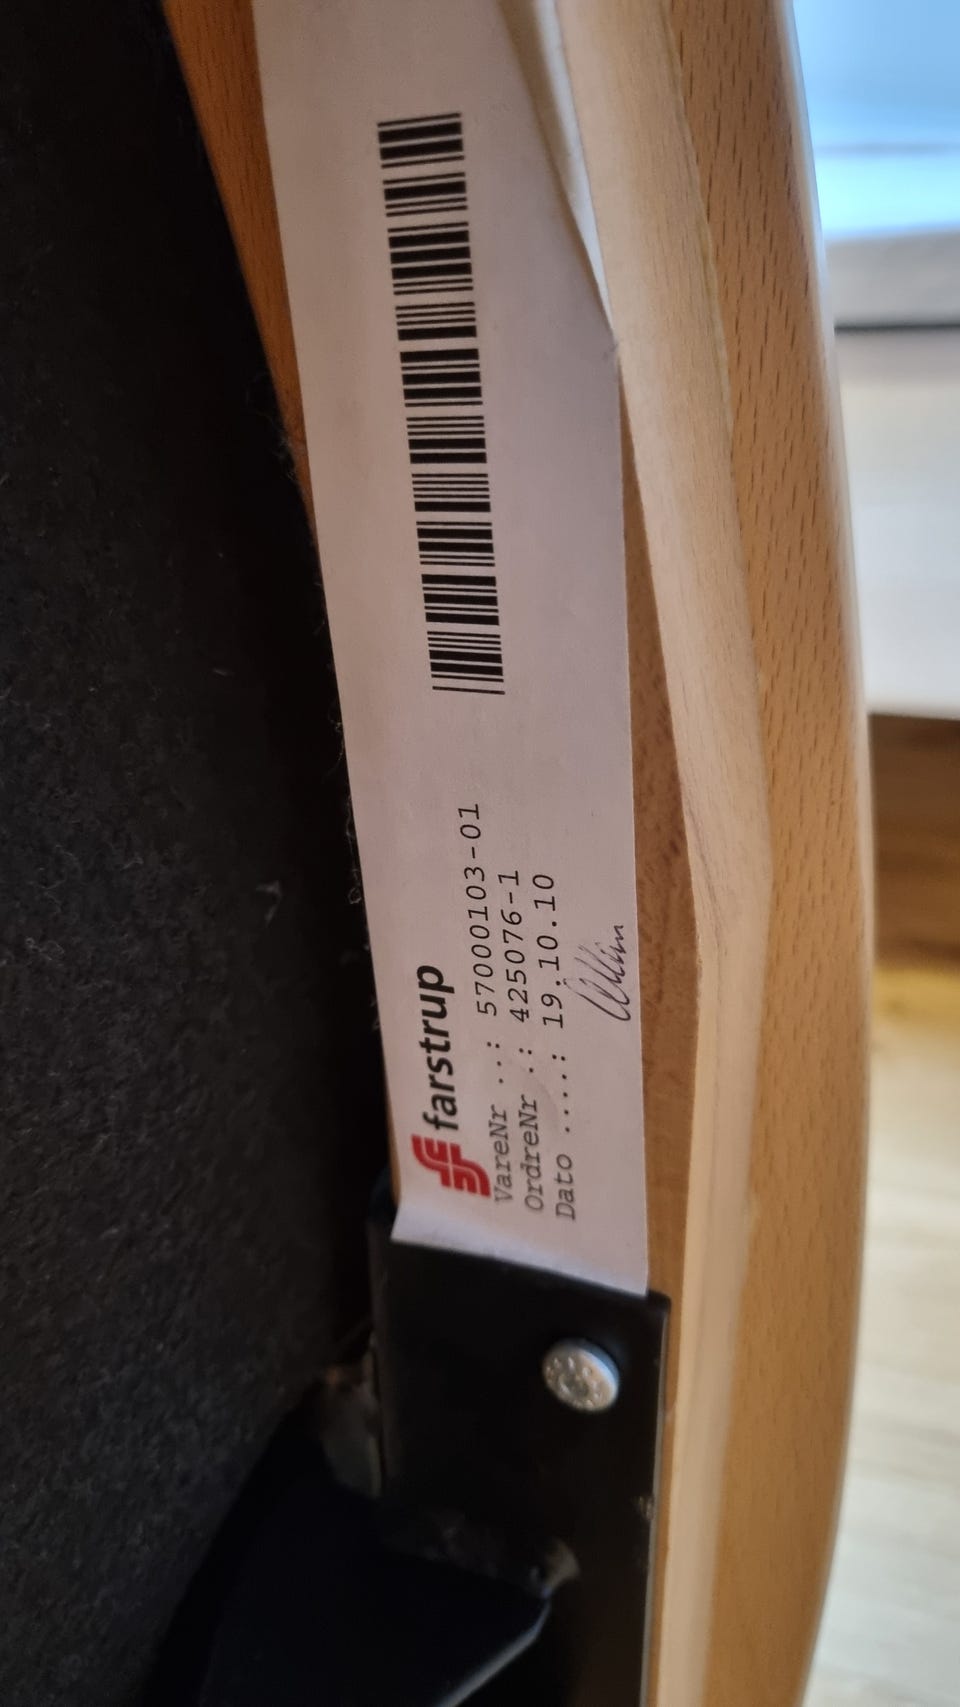 farstrup
VareNr ..: 57000103-01
OrdreNr .: 425076-1
Dato ....: 19.10.10